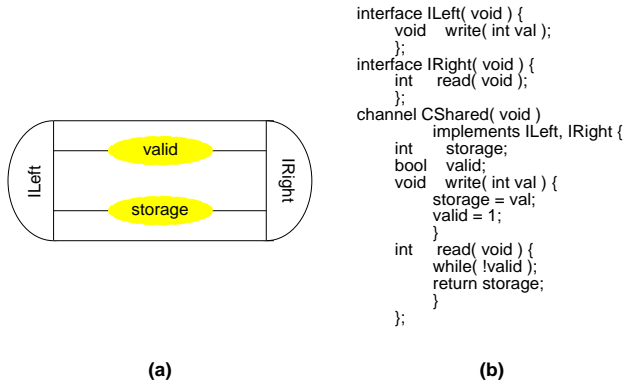 ILeft
valid
storage
IRight
(a)
interface ILeft( void ) {
void write( int val );
};
interface IRight( void ) {
int read( void );
};
channel CShared( void )
implements ILeft, IRight {
int storage;
bool valid;
void write( int val ) {
storage = val;
valid = 1;
}
int read( void ) {
while( !valid );
return storage;
}
};
(b)